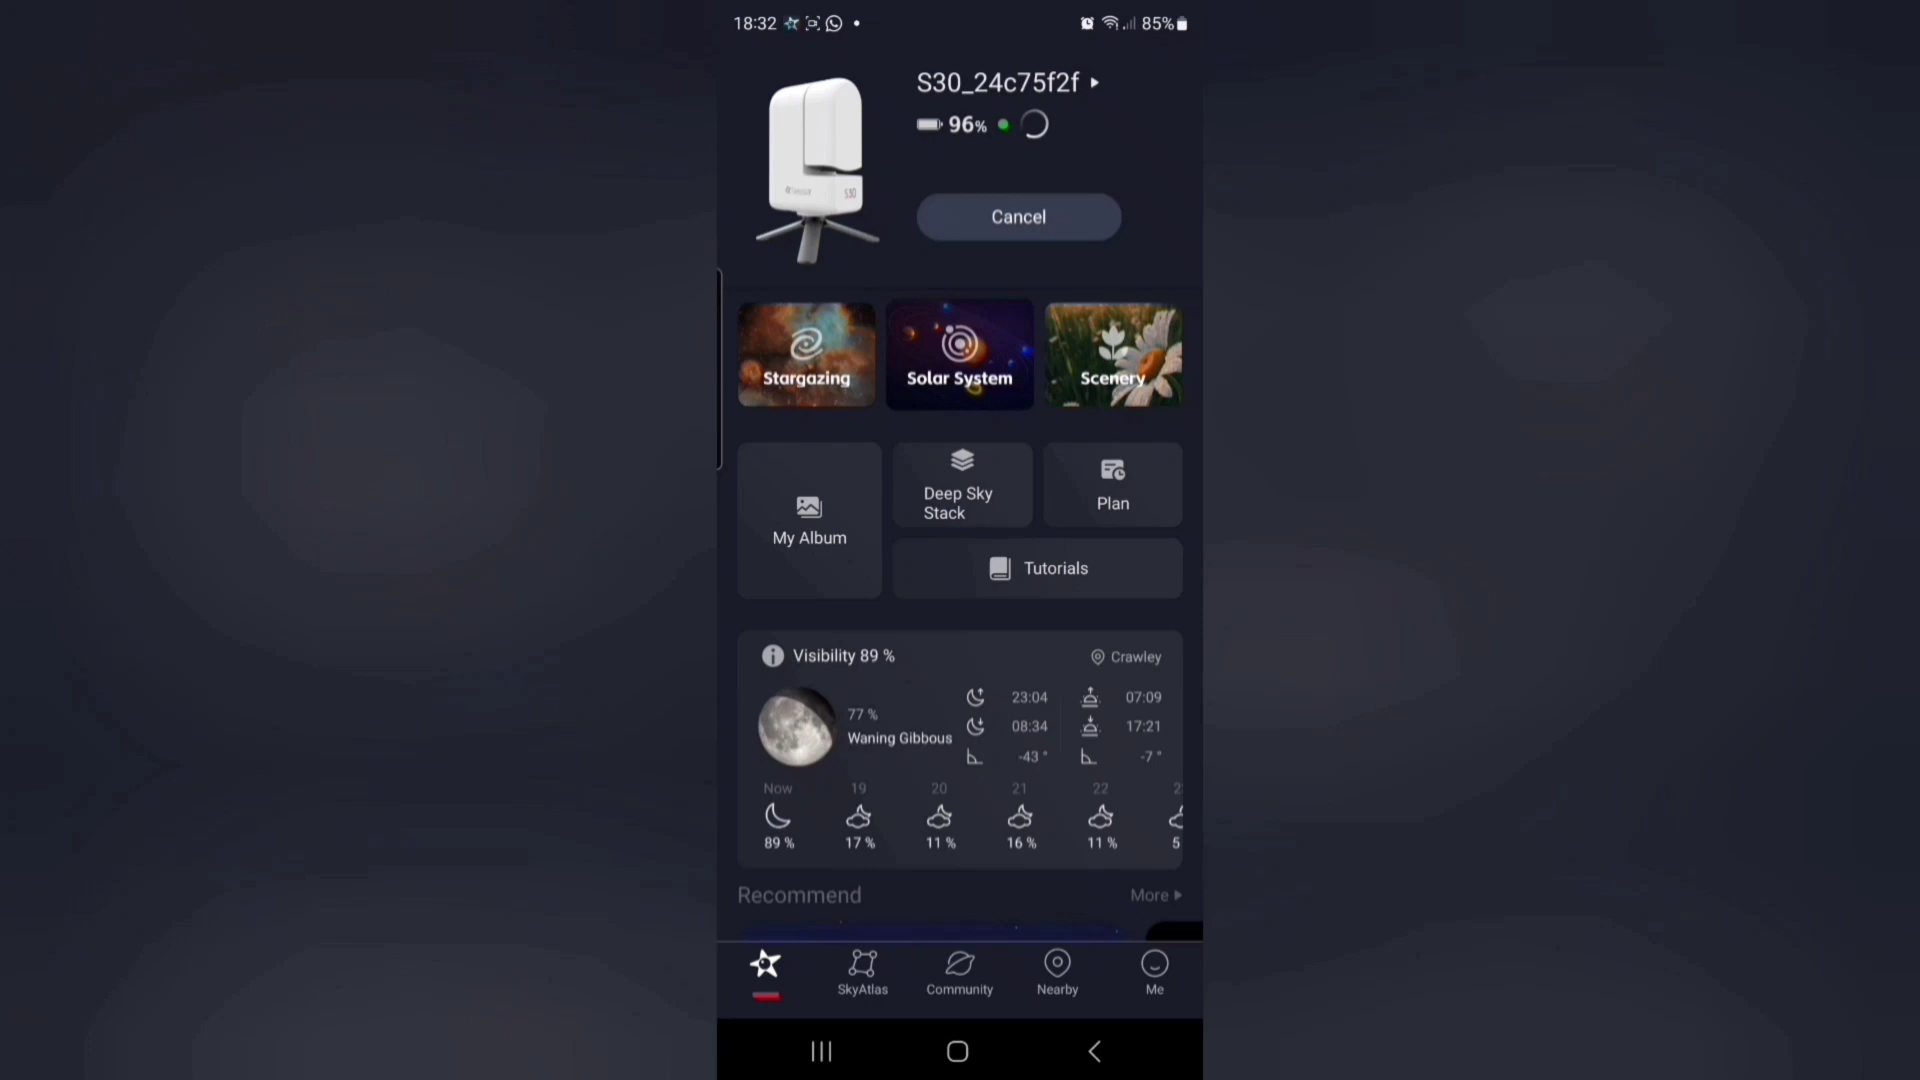 18:32
85%
S30_24c75f2f
96%
S30
Cancel
Stargazing
Solar System
Scenery
My Album
Deep Sky
Stack
Plan
Tutorials
Visibility 89 %
Crawley
77 %
Waning Gibbous
23:04
07:09
08:34
17:21
-43 °
-7 °
Now 19 20 21 22
89 % 17 % 11 % 16 % 11 % 5
Recommend
More
SkyAtlas
Community
Nearby
Me